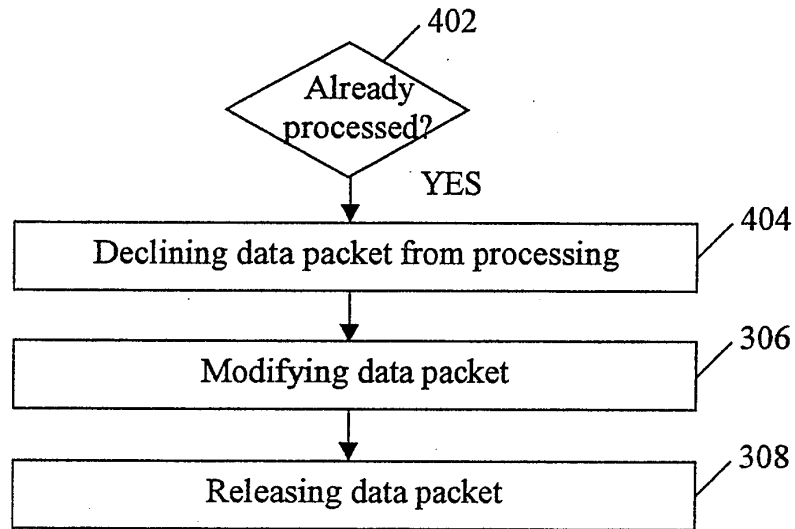 402
Already
processed?
YES
404
Declining data packet from processing
306
Modifying data packet
308
Releasing data packet